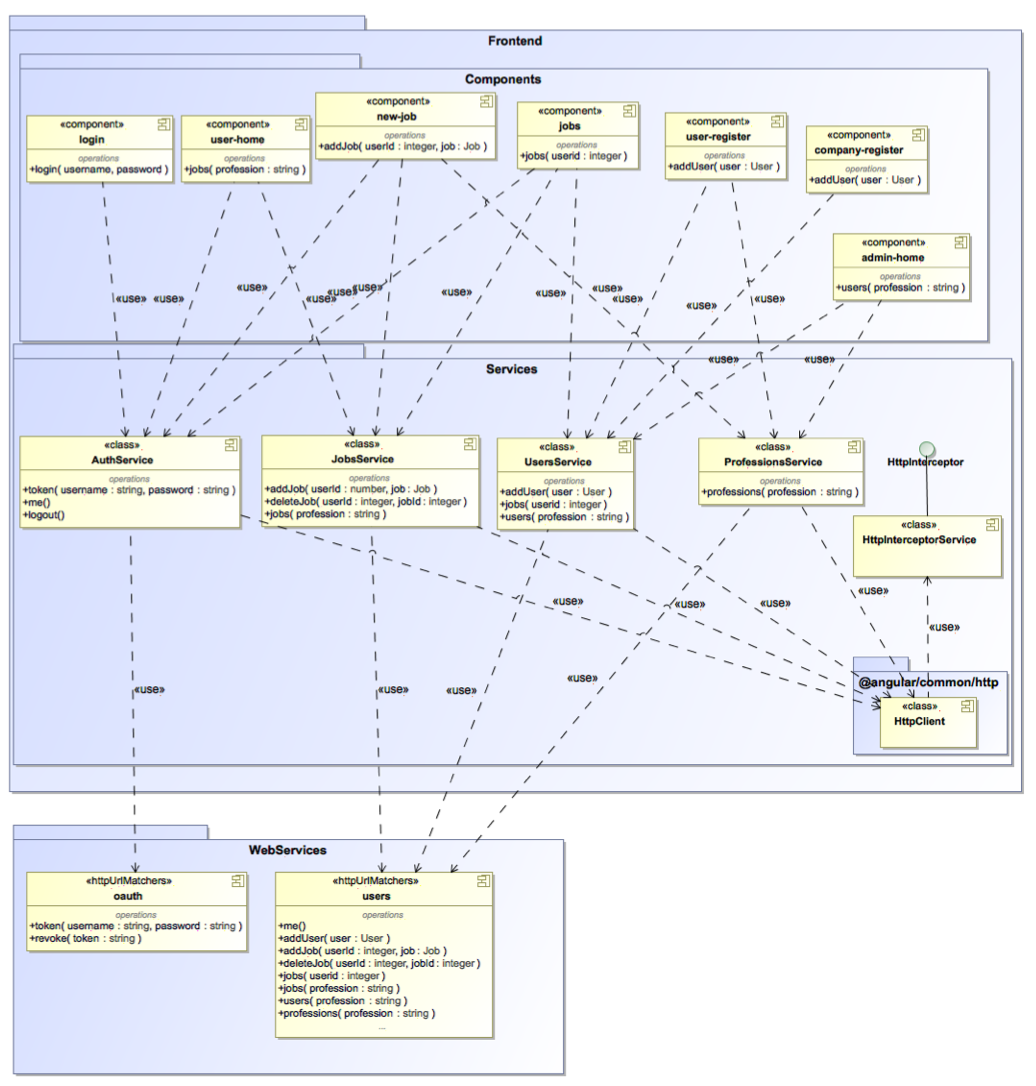 Frontend
Components
«component»
login
operations
+login( username, password )
«component»
user-home
operations
+jobs( profession : string )
«component»
new-job
operations
+addJob( userId : integer, job : Job )
«component»
jobs
operations
+jobs( userid : integer )
«component»
user-register
operations
+addUser( user : User )
«component»
company-register
operations
+addUser( user : User )
«component»
admin-home
operations
+users( profession : string )
«use»
«use»
«use»
«use»
«use»
«use»
«use»
«use»
«use»
«use»
«use»
«use»
«use»
«use»
Services
«class»
AuthService
operations
+token( username : string, password : string )
+me()
+logout()
«class»
JobsService
operations
+addJob( userId : number, job : Job )
+deleteJob( userId : integer, jobId : integer )
+jobs( profession : string )
«class»
UsersService
operations
+addUser( user : User )
+jobs( userid : integer )
+users( profession : string )
«class»
ProfessionsService
operations
+professions( profession : string )
HttpInterceptor
«class»
HttpInterceptorService
«use»
«use»
«use»
«use»
«use»
«use»
«use»
«use»
«use»
@angular/common/http
«class»
HttpClient
WebServices
«httpUrlMatchers»
oauth
operations
+token( username : string, password : string )
+revoke( token : string )
«httpUrlMatchers»
users
operations
+me()
+addUser( user : User )
+addJob( userId : integer, job : Job )
+deleteJob( userId : integer, jobId : integer )
+jobs( userid : integer )
+jobs( profession : string )
+users( profession : string )
+professions( profession : string )
...